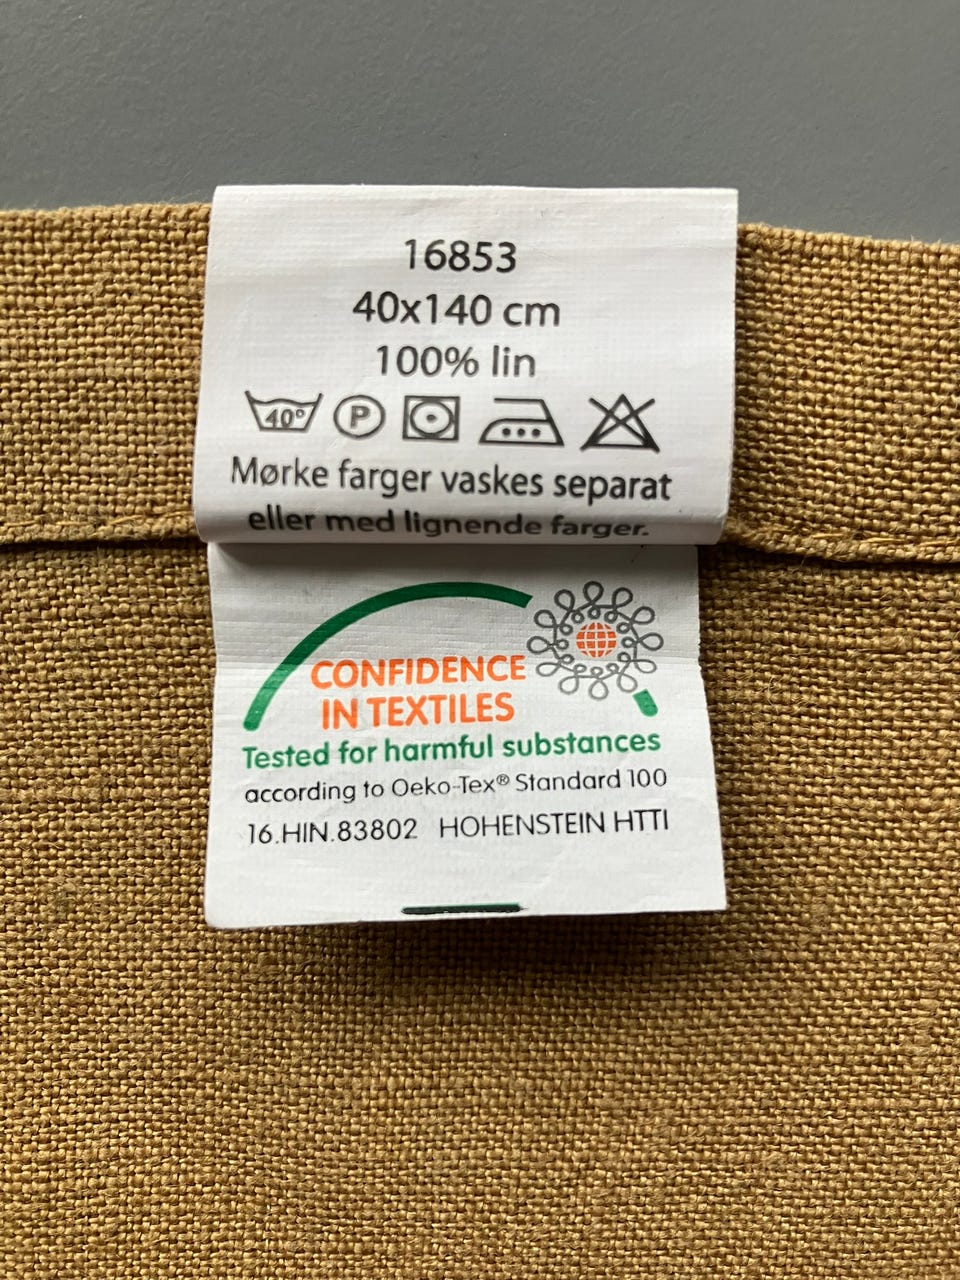 16853
40x140 cm
100% lin
40° P
Mørke farger vaskes separat
eller med lignende farger.
CONFIDENCE
IN TEXTILES
Tested for harmful substances
according to Oeko-Tex® Standard 100
16.HIN.83802 HOHENSTEIN HTTI